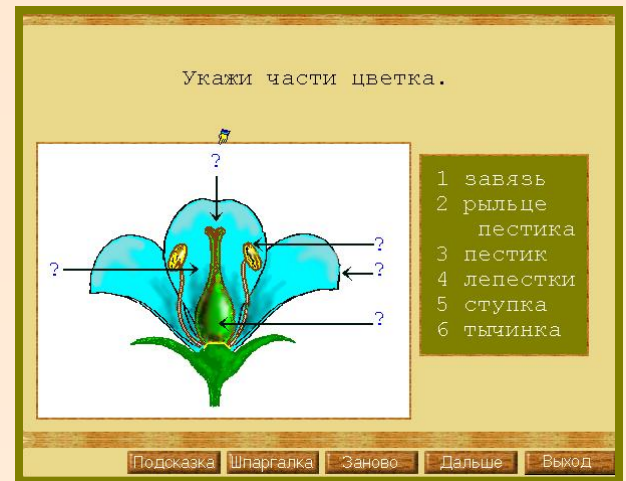 Укажи части цветка.
?
?
?
?
?
1 завязь
2 рыльце
пестика
3 пестик
4 лепестки
5 ступка
6 тычинка
Подсказка Шпаргалка Заново Дальше Выход